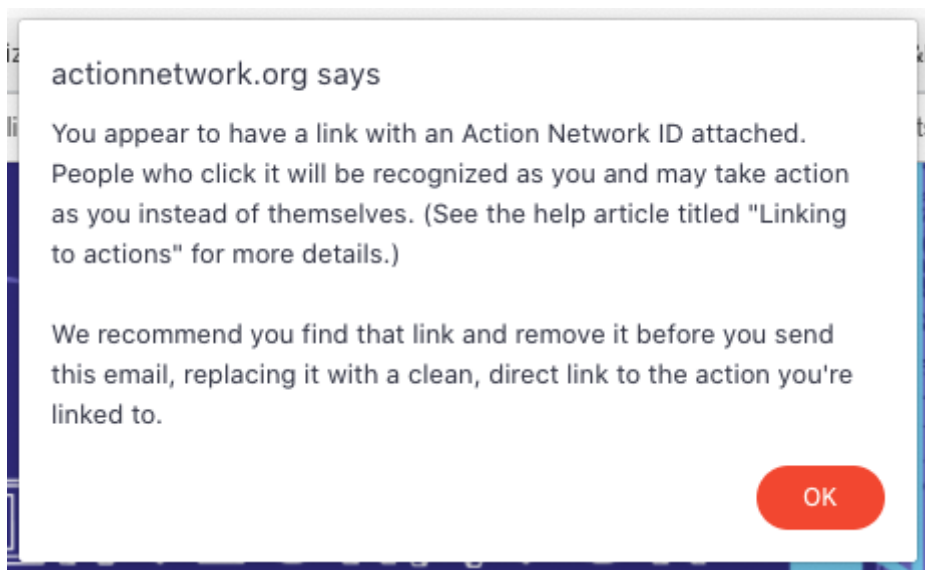 actionnetwork.org says
You appear to have a link with an Action Network ID attached.
People who click it will be recognized as you and may take action
as you instead of themselves. (See the help article titled "Linking
to actions" for more details.)
We recommend you find that link and remove it before you send
this email, replacing it with a clean, direct link to the action you're
linked to.
OK